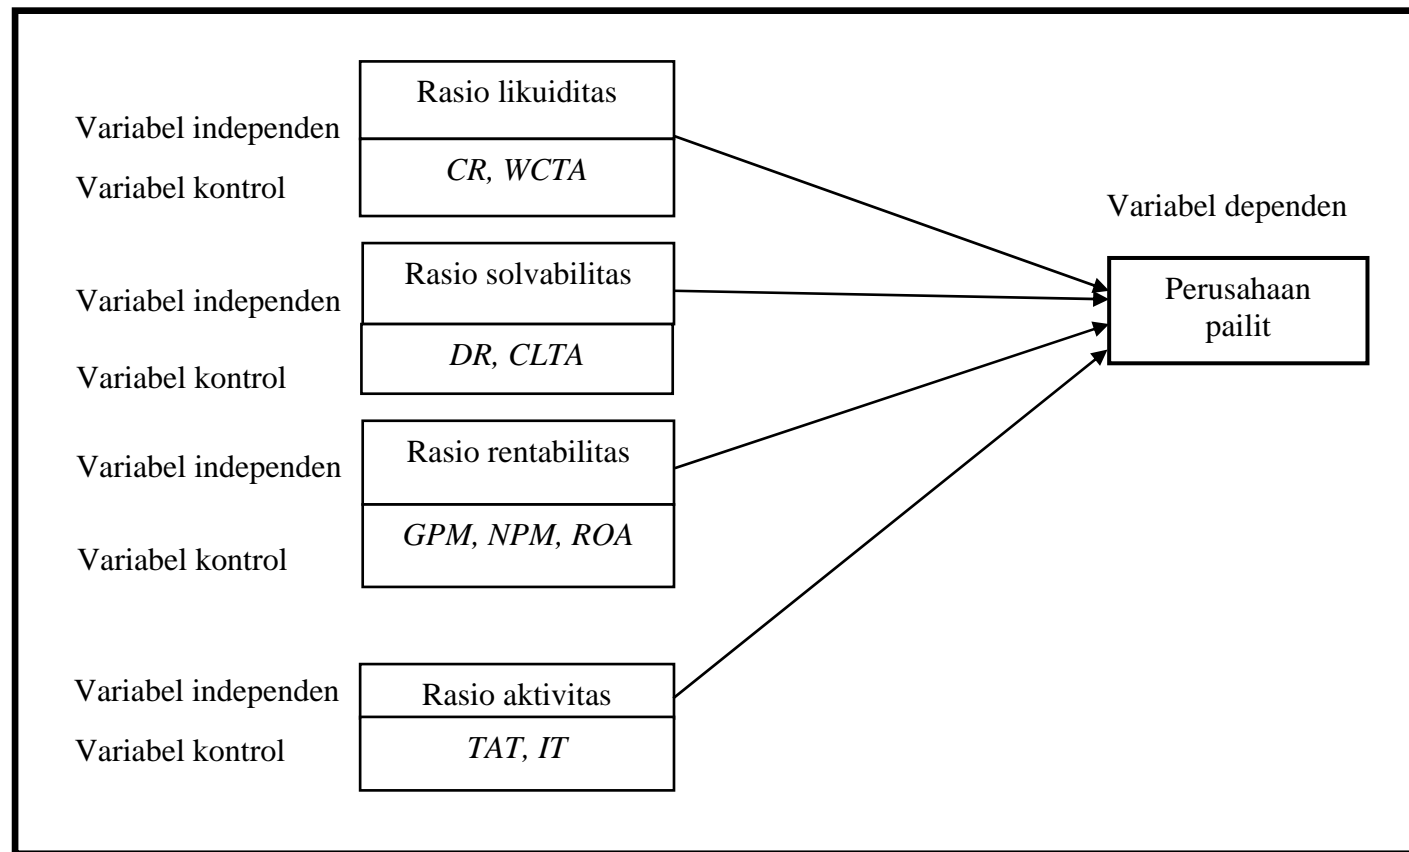 Rasio likuiditas
Variabel independen
CR, WCTA
Variabel kontrol
Variabel dependen
Rasio solvabilitas
Variabel independen
Perusahaan
pailit
DR, CLTA
Variabel kontrol
Rasio rentabilitas
Variabel independen
GPM, NPM, ROA
Variabel kontrol
Variabel independen
Rasio aktivitas
Variabel kontrol
TAT, IT